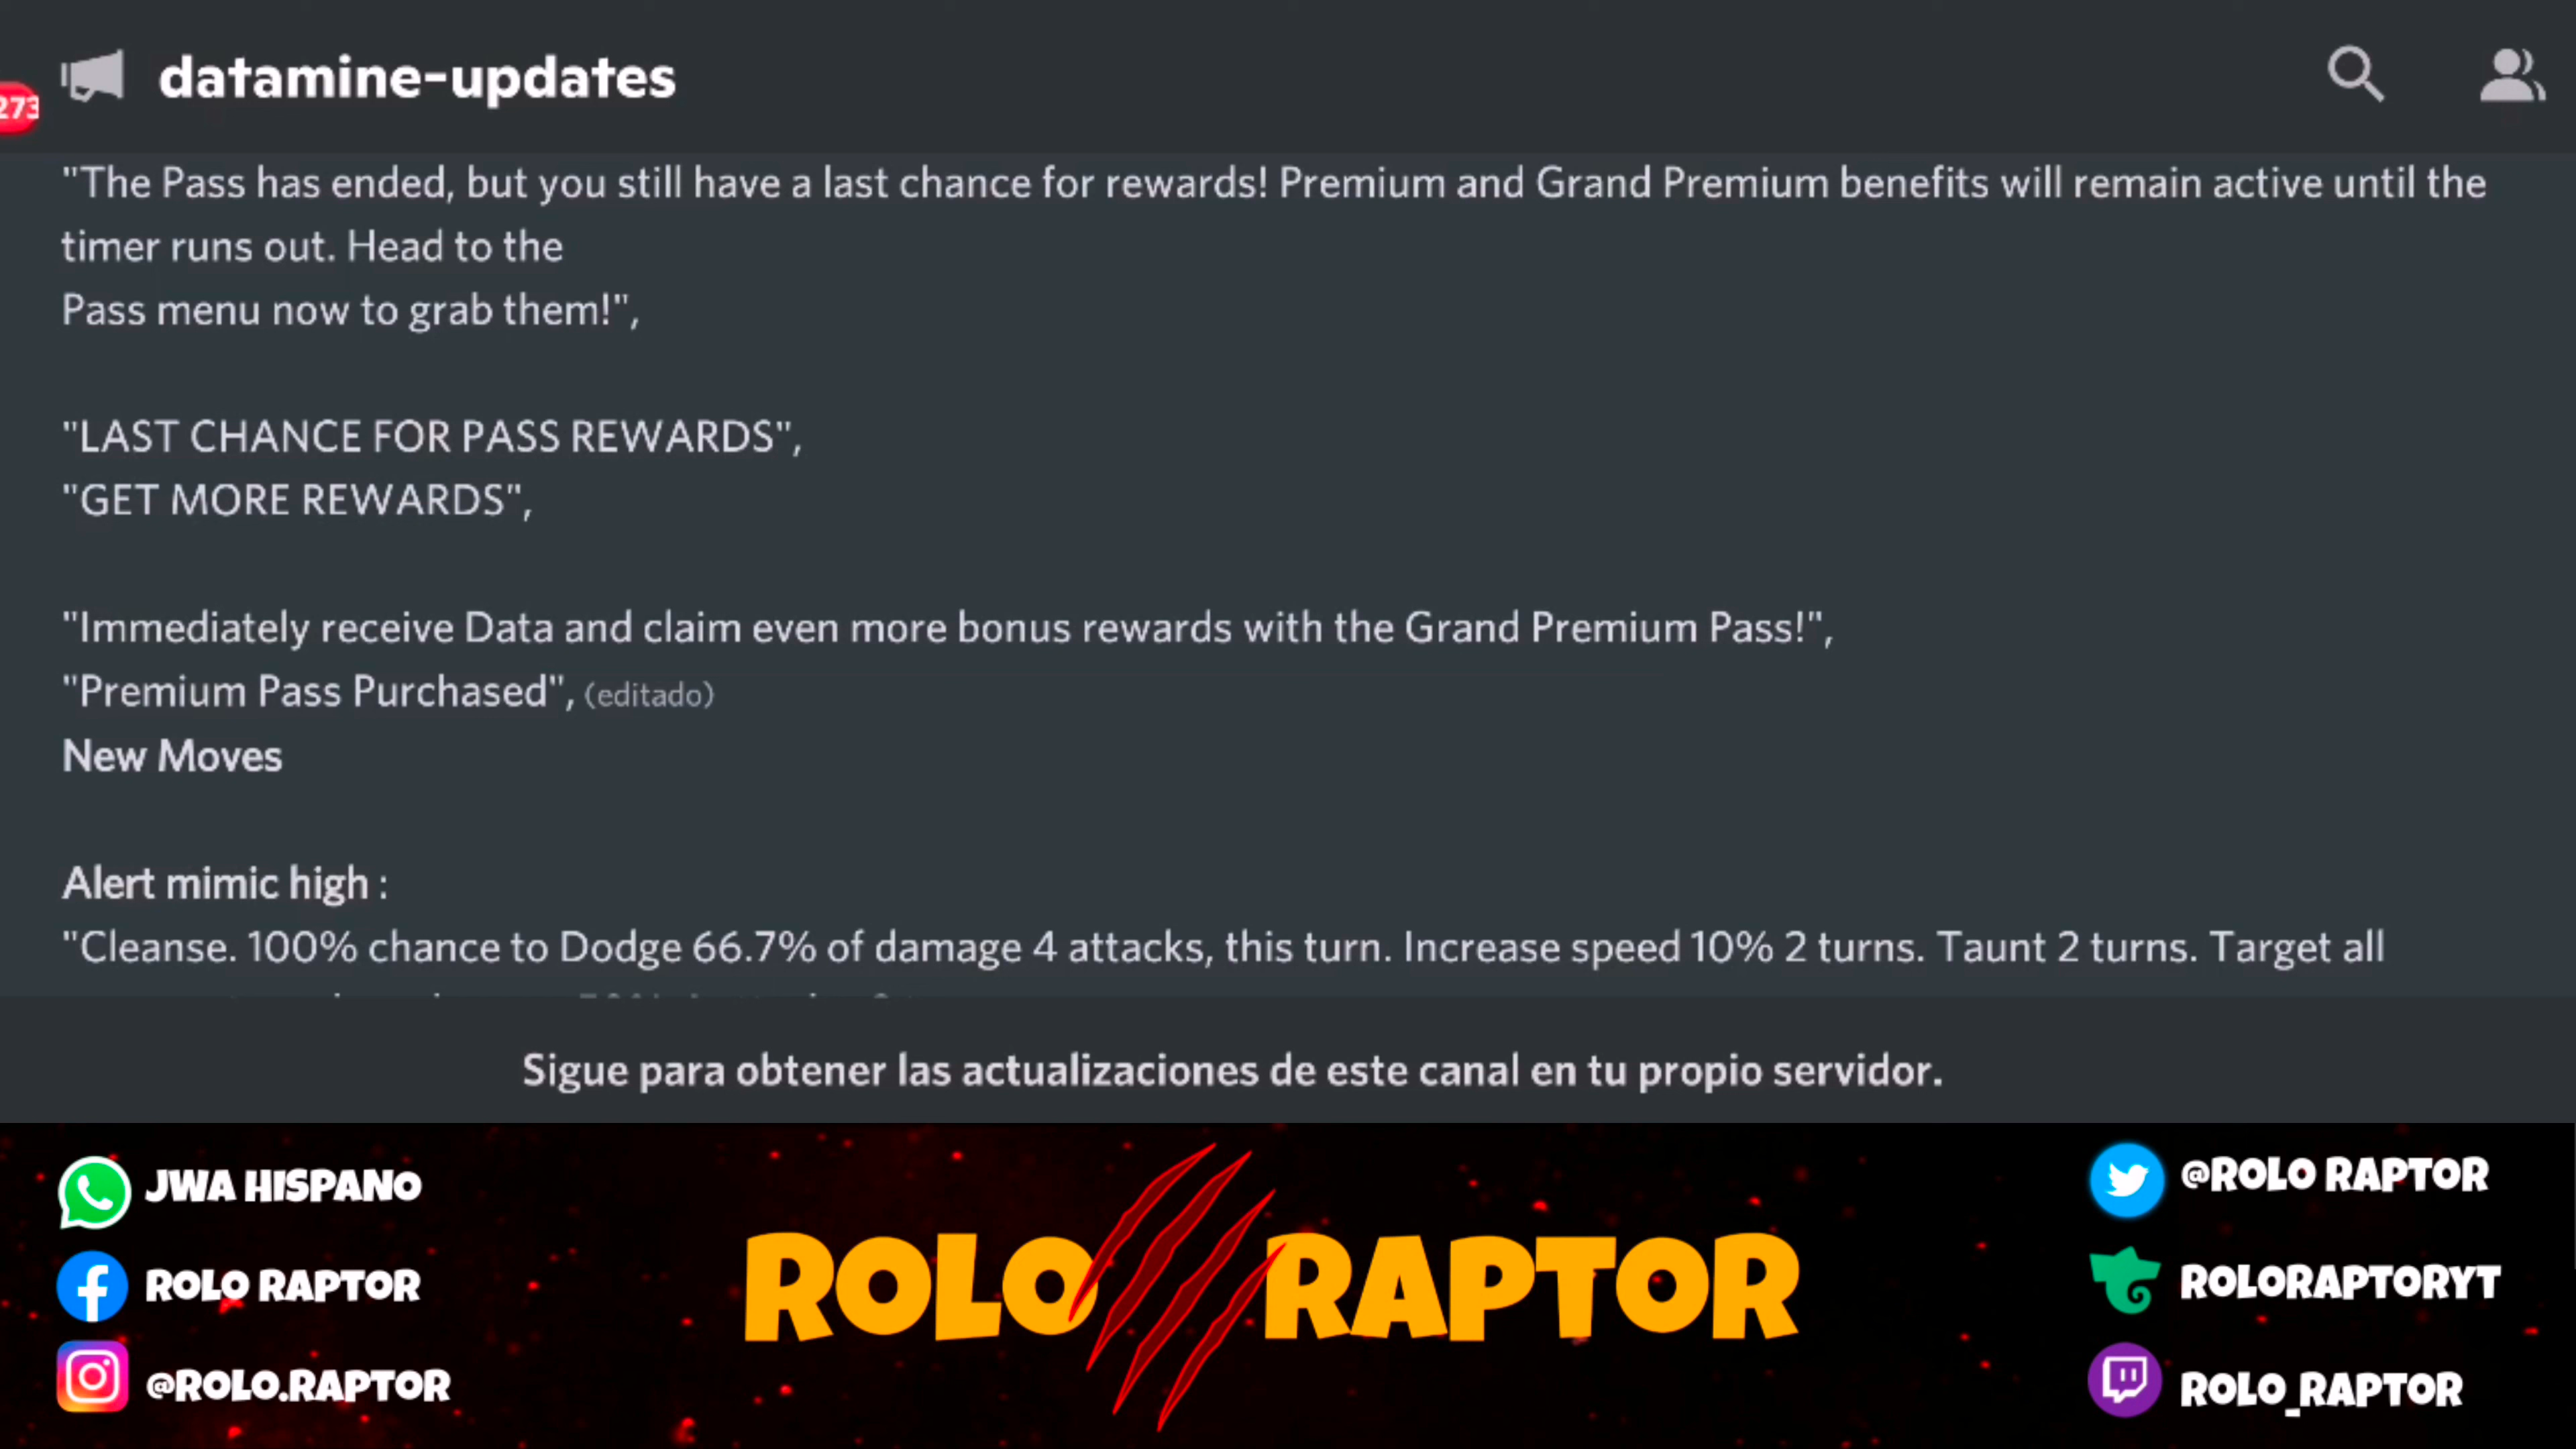 273
datamine-updates
"The Pass has ended, but you still have a last chance for rewards! Premium and Grand Premium benefits will remain active until the
timer runs out. Head to the
Pass menu now to grab them!",
"LAST CHANCE FOR PASS REWARDS",
"GET MORE REWARDS",
"Immediately receive Data and claim even more bonus rewards with the Grand Premium Pass!",
"Premium Pass Purchased", (editado)
New Moves
Alert mimic high :
"Cleanse. 100% chance to Dodge 66.7% of damage 4 attacks, this turn. Increase speed 10% 2 turns. Taunt 2 turns. Target all
Sigue para obtener las actualizaciones de este canal en tu propio servidor.
JWA HISPANO
ROLO RAPTOR
@ROLO.RAPTOR
ROLO RAPTOR
@ROLO RAPTOR
ROLORAPTORYT
ROLO_RAPTOR